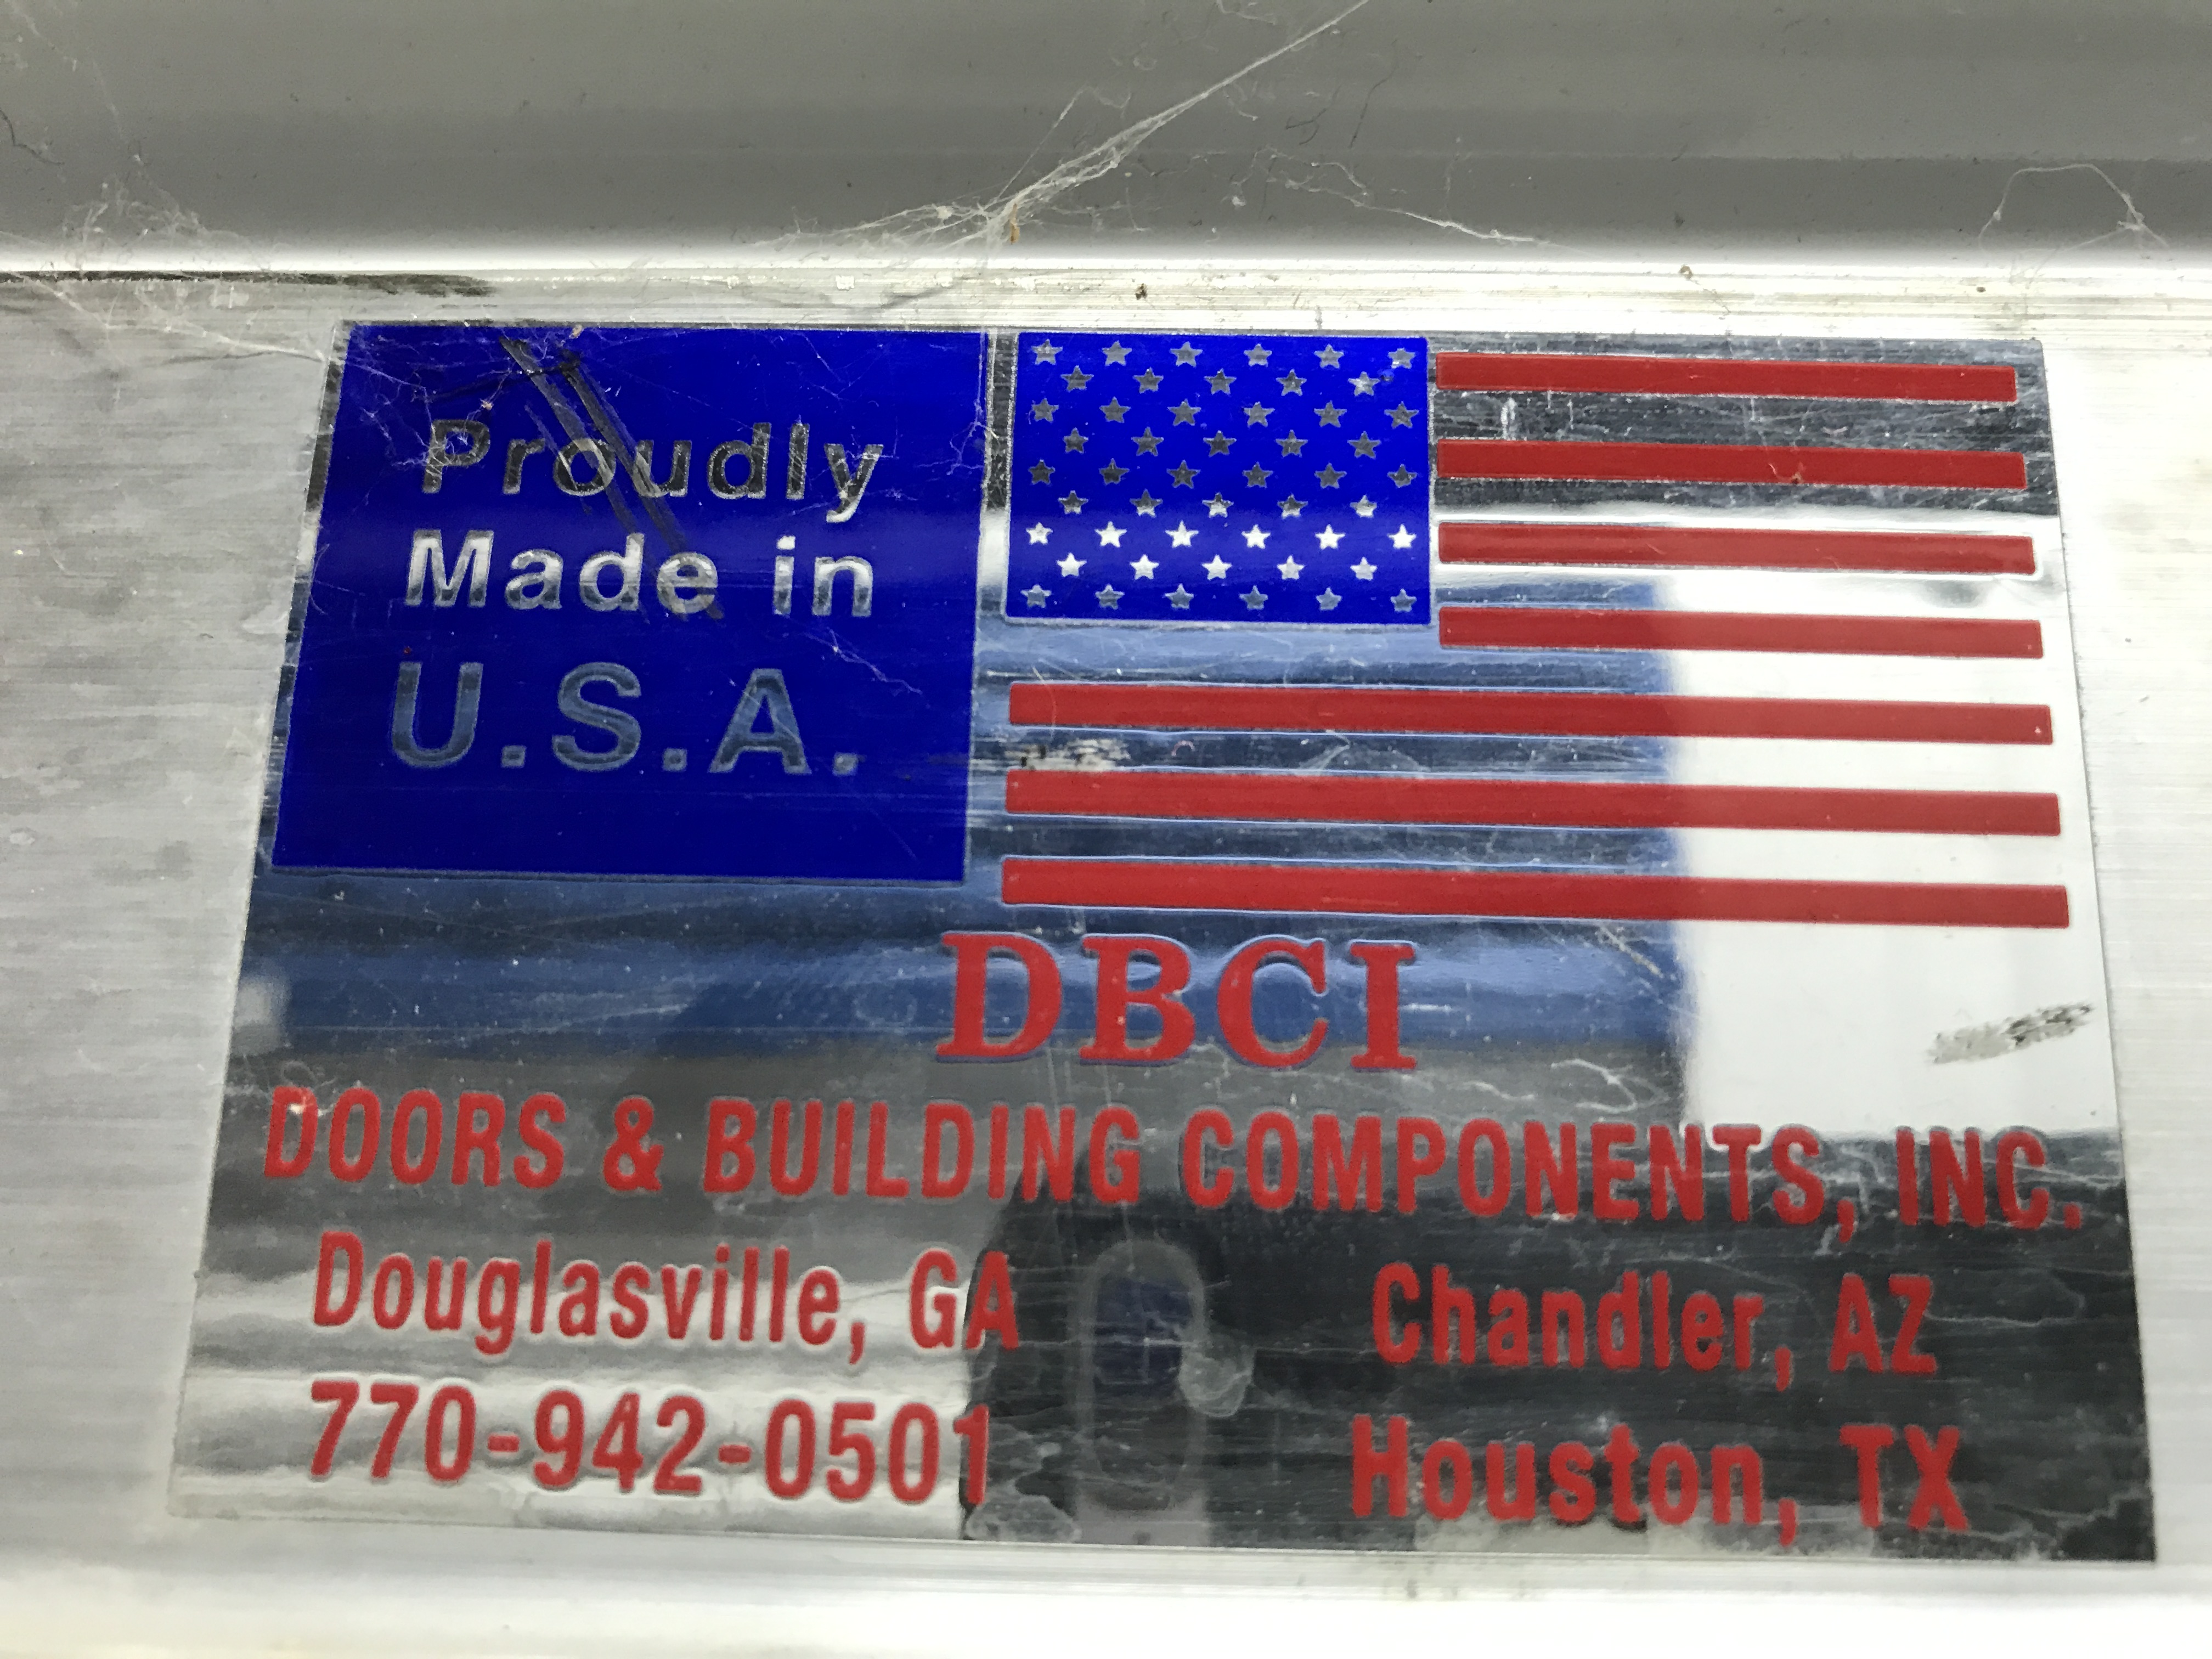 Proudly
Made in
U.S.A.
DBCI
DOORS & BUILDING COMPONENTS, INC.
Douglasville, GA
Chandler, AZ
770-942-0501
Houston, TX